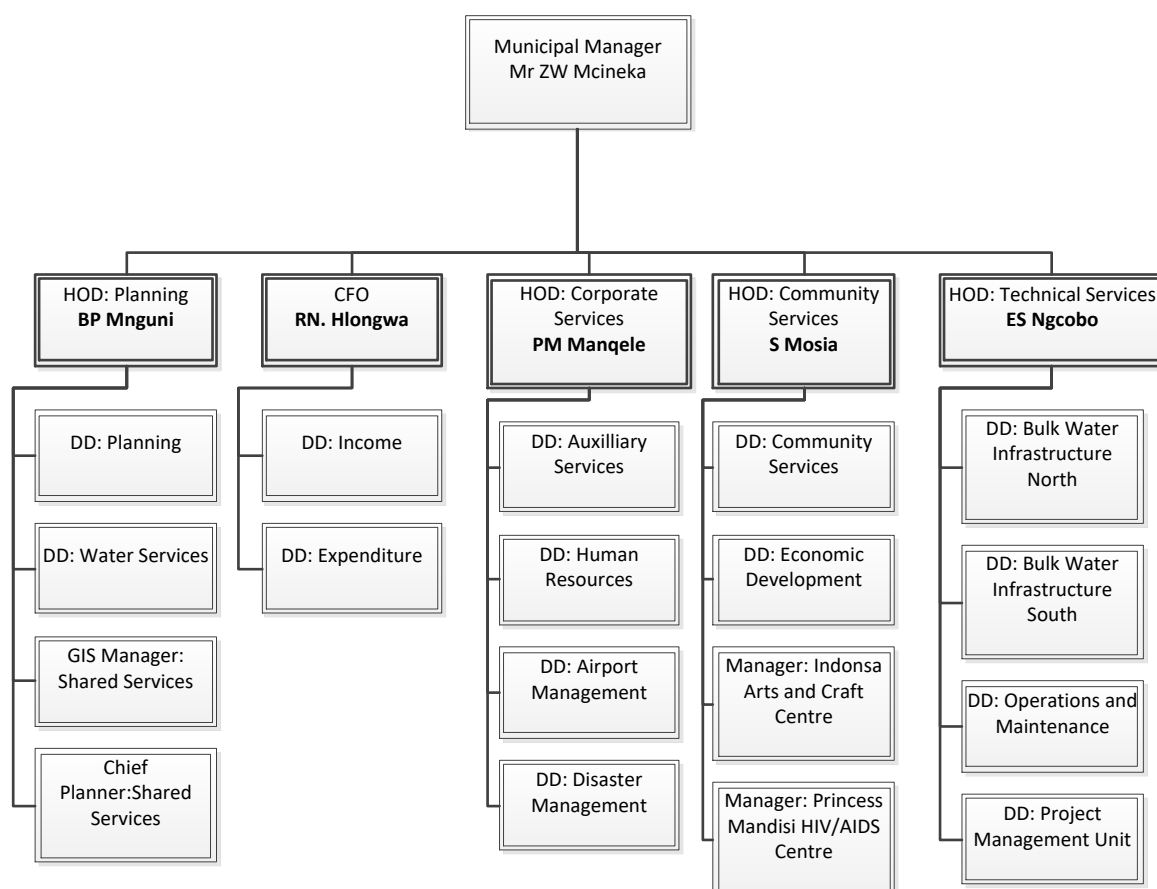 Municipal Manager
Mr ZW Mcineka
HOD: Planning
BP Mnguni
CFO
RN. Hlongwa
HOD: Corporate
Services
PM Manqele
HOD: Community
Services
S Mosia
HOD: Technical Services
ES Ngcobo
DD: Planning
DD: Water Services
GIS Manager:
Shared Services
Chief
Planner:Shared
Services
DD: Income
DD: Expenditure
DD: Auxilliary
Services
DD: Human
Resources
DD: Airport
Management
DD: Disaster
Management
DD: Community
Services
DD: Economic
Development
Manager: Indonsa
Arts and Craft
Centre
Manager: Princess
Mandisi HIV/AIDS
Centre
DD: Bulk Water
Infrastructure
North
DD: Bulk Water
Infrastructure
South
DD: Operations and
Maintenance
DD: Project
Management Unit